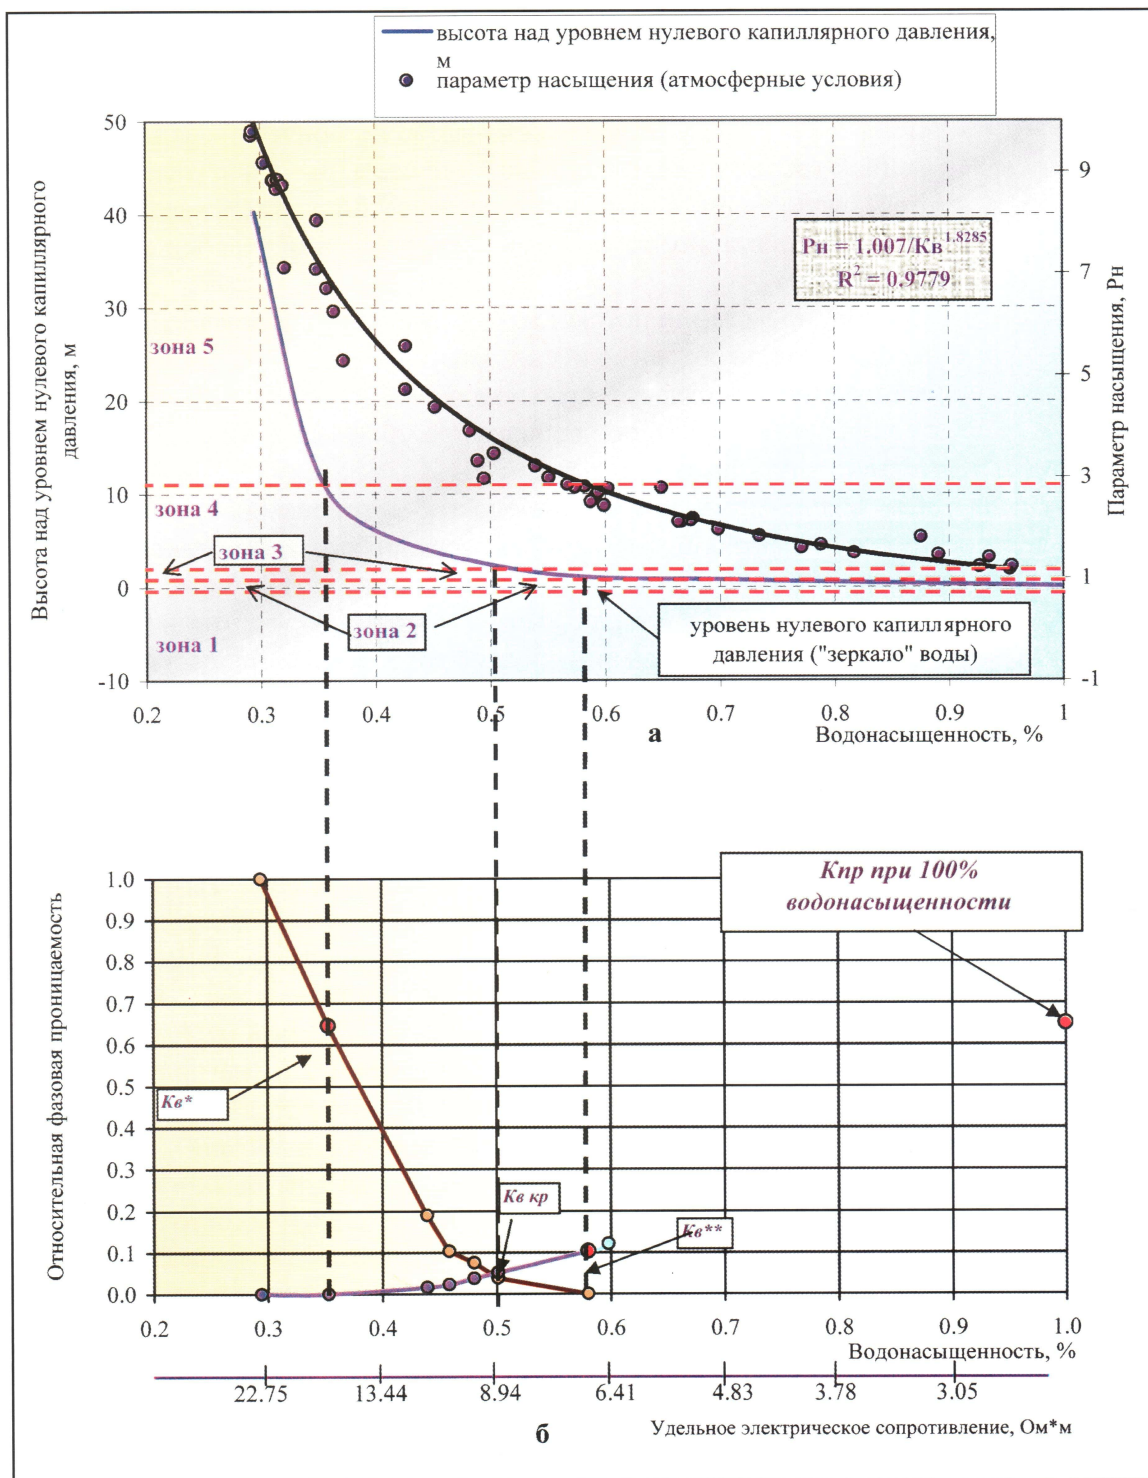 высота над уровнем нулевого капиллярного давления,
м
параметр насыщения (атмосферные условия)
Высота над уровнем нулевого капиллярного
давления, м
50
40
30
20
10
0
-10
9
7
5
3
1
-1
Параметр насыщения, Рн
Рн = 1.007/Кв^1.8285
R^2 = 0.9779
зона 5
зона 4
зона 3
зона 2
зона 1
уровень нулевого капиллярного
давления ("зеркало" воды)
0.2 0.3 0.4 0.5 0.6 0.7 0.8 0.9 1
а
Водонасыщенность, %
Относительная фазовая проницаемость
1.0
0.9
0.8
0.7
0.6
0.5
0.4
0.3
0.2
0.1
0.0
Кпр при 100%
водонасыщенности
Кв*
Кв кр
Кв**
0.2 0.3 0.4 0.5 0.6 0.7 0.8 0.9 1.0
Водонасыщенность, %
22.75 13.44 8.94 6.41 4.83 3.78 3.05
б
Удельное электрическое сопротивление, Ом*м